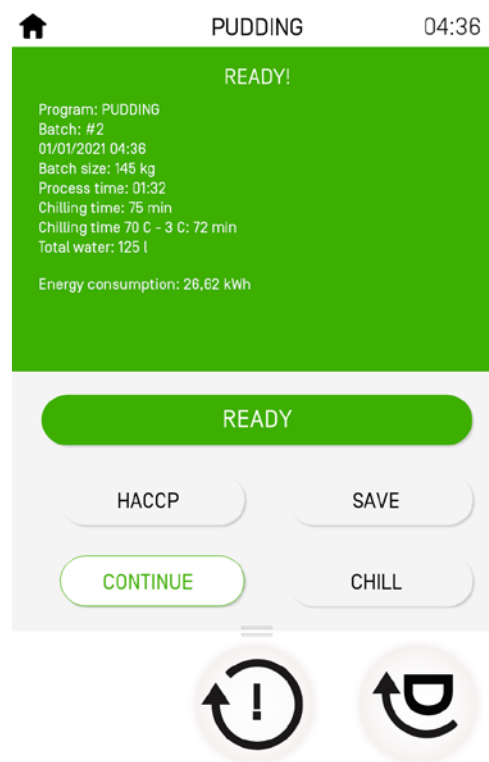 PUDDING 04:36
READY!
Program: PUDDING
Batch: #2
01/01/2021 04:36
Batch size: 145 kg
Process time: 01:32
Chilling time: 75 min
Chilling time 70 C - 3 C: 72 min
Total water: 125 l
Energy consumption: 26,62 kWh
READY
HACCP SAVE
CONTINUE CHILL
!